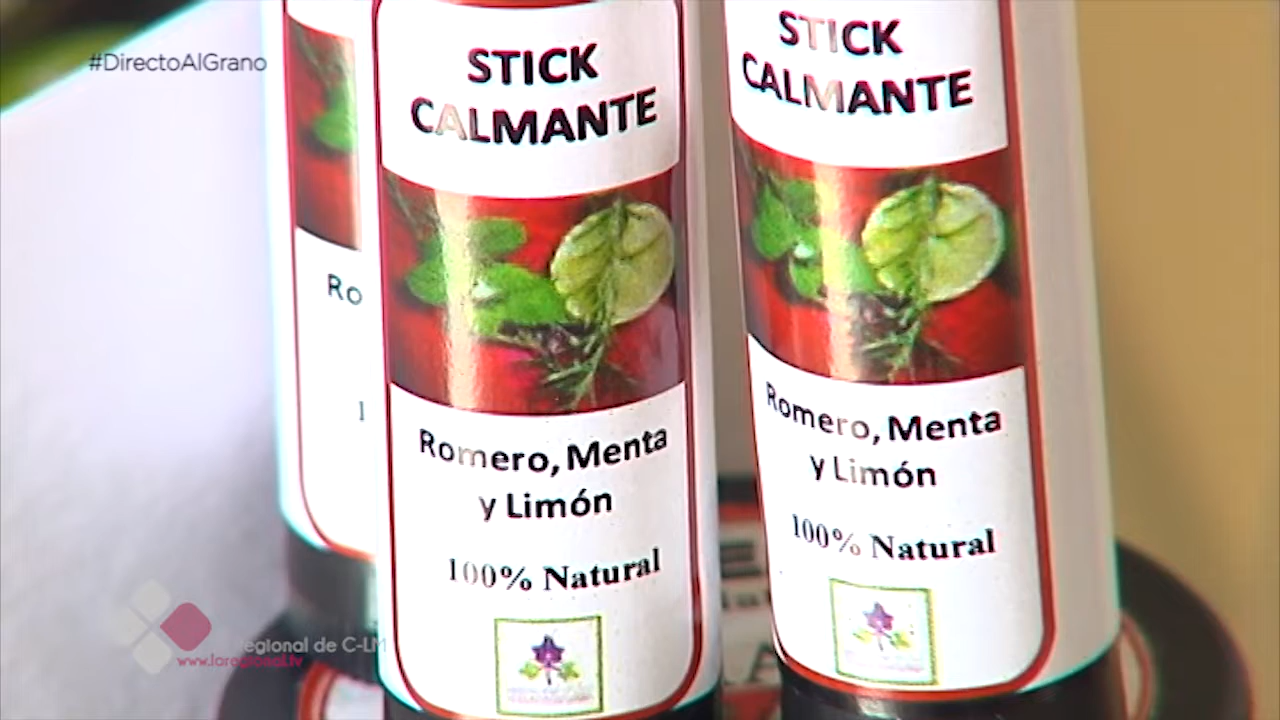 #DirectoAlGrano
STICK
CALMANTE
Romero, Menta
y Limón
100% Natural
STICK
CALMANTE
Romero, Menta
y Limón
100% Natural
Ro
1
Regional de C-LM
www.laregional.tv